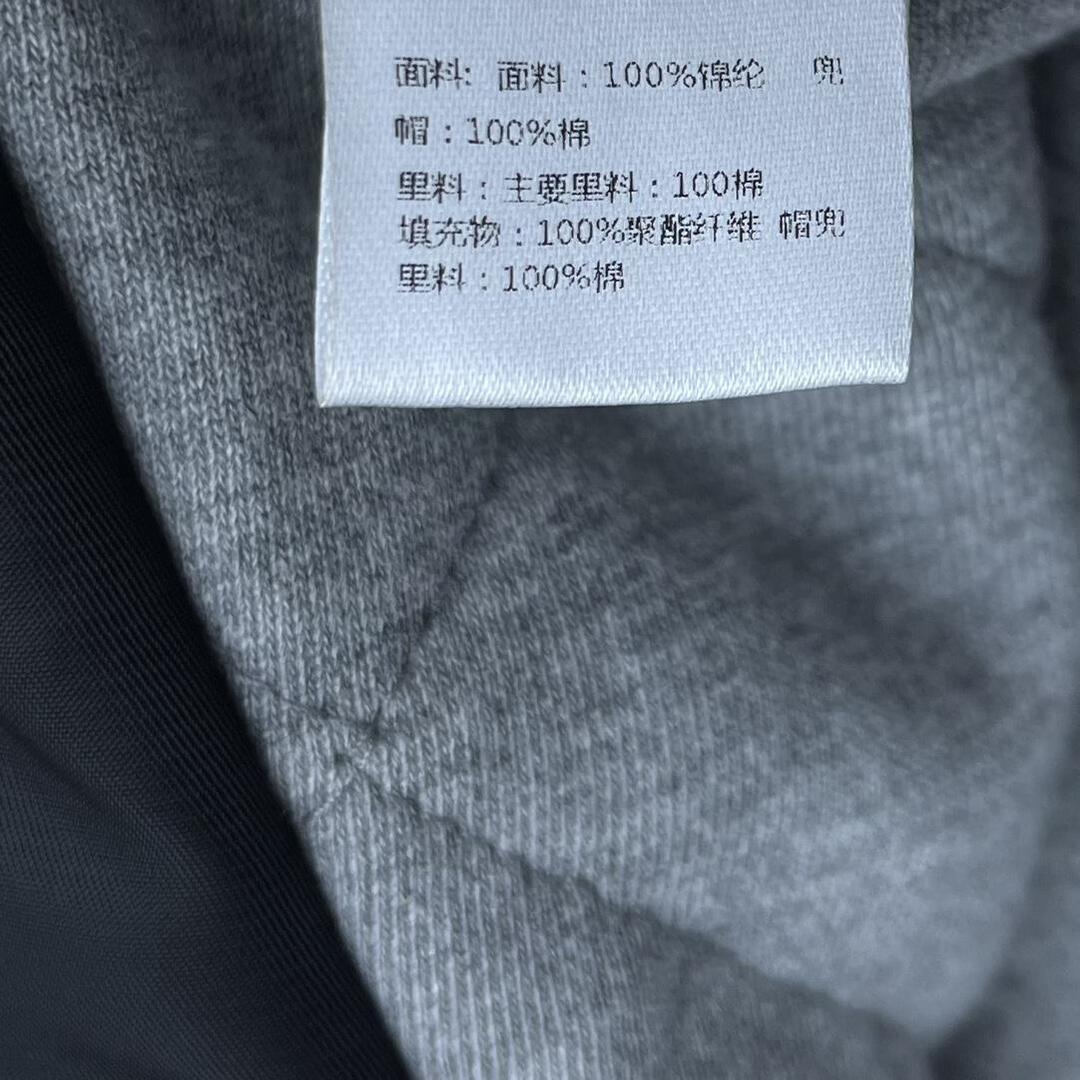 面料: 面料：100%锦纶 兜
帽：100%棉
里料：主要里料：100棉
填充物：100%聚酯纤维 帽兜
里料：100%棉